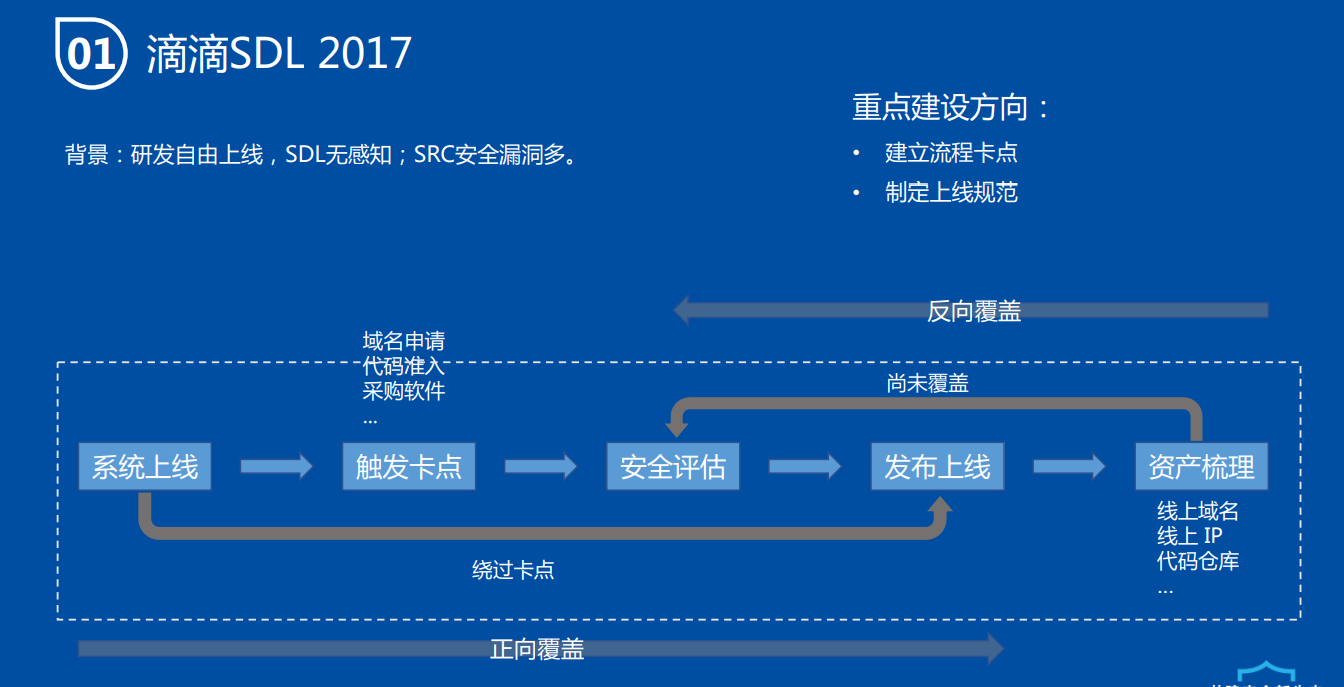 01 滴滴SDL 2017
背景：研发自由上线，SDL无感知；SRC安全漏洞多。
重点建设方向：
• 建立流程卡点
• 制定上线规范
反向覆盖
域名申请
代码准入
采购软件
...
尚未覆盖
系统上线
触发卡点
安全评估
发布上线
资产梳理
线上域名
线上 IP
代码仓库
...
绕过卡点
正向覆盖